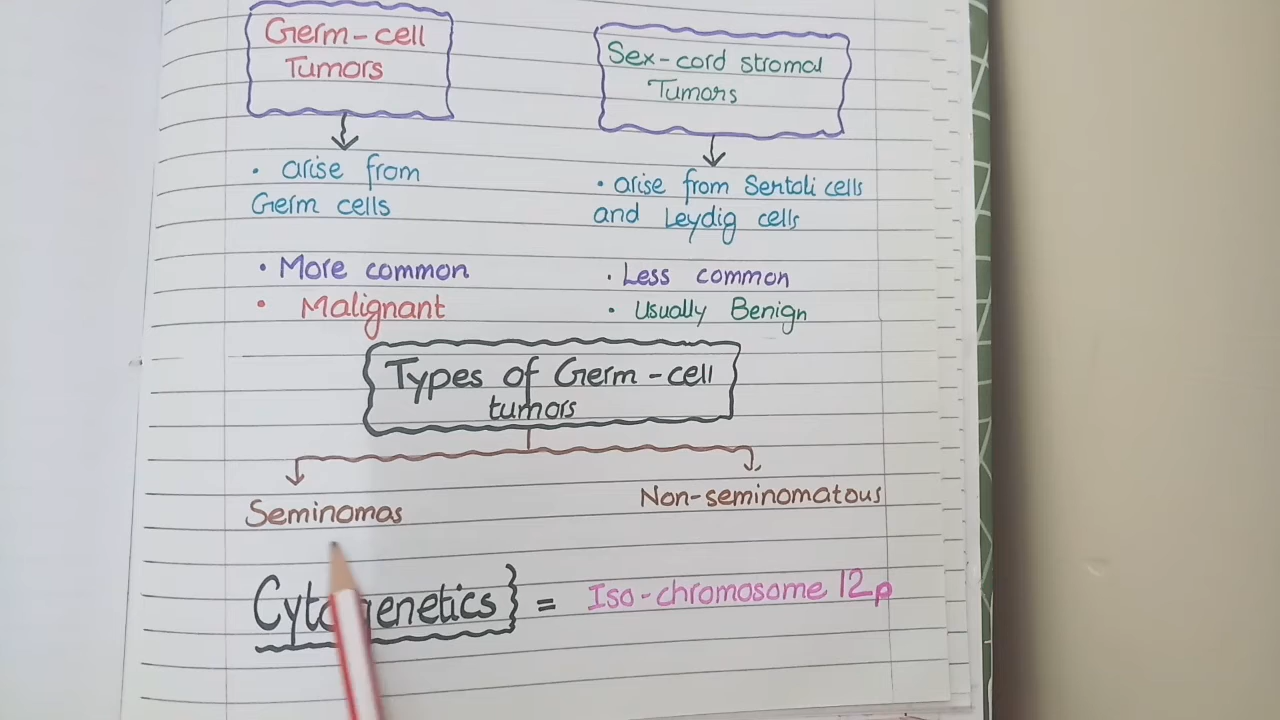 Germ-cell
Tumors
Sex-cord stromal
Tumors
• arise from
Germ cells
• arise from Sertoli cells
and Leydig cells
• More common
• Malignant
• Less common
• Usually Benign
Types of Germ-cell
tumors
Seminomas
Non-seminomatous
Cytogenetics} = Iso-chromosome 12p